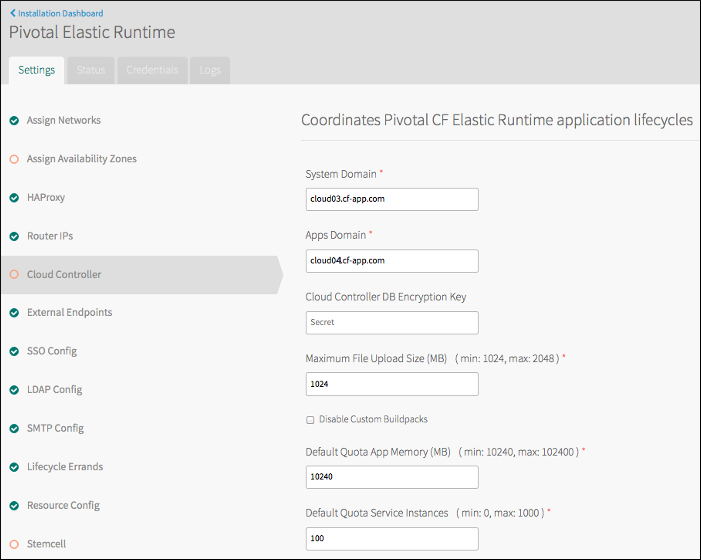 Installation Dashboard
Pivotal Elastic Runtime
Settings
Status
Credentials
Logs
Assign Networks
Assign Availability Zones
HAProxy
Router IPs
Cloud Controller
External Endpoints
SSO Config
LDAP Config
SMTP Config
Lifecycle Errands
Resource Config
Stemcell
Coordinates Pivotal CF Elastic Runtime application lifecycles
System Domain *
cloud03.cf-app.com
Apps Domain *
cloud04.cf-app.com
Cloud Controller DB Encryption Key
Secret
Maximum File Upload Size (MB) ( min: 1024, max: 2048 ) *
1024
Disable Custom Buildpacks
Default Quota App Memory (MB) ( min: 10240, max: 102400 ) *
10240
Default Quota Service Instances ( min: 0, max: 1000 ) *
100